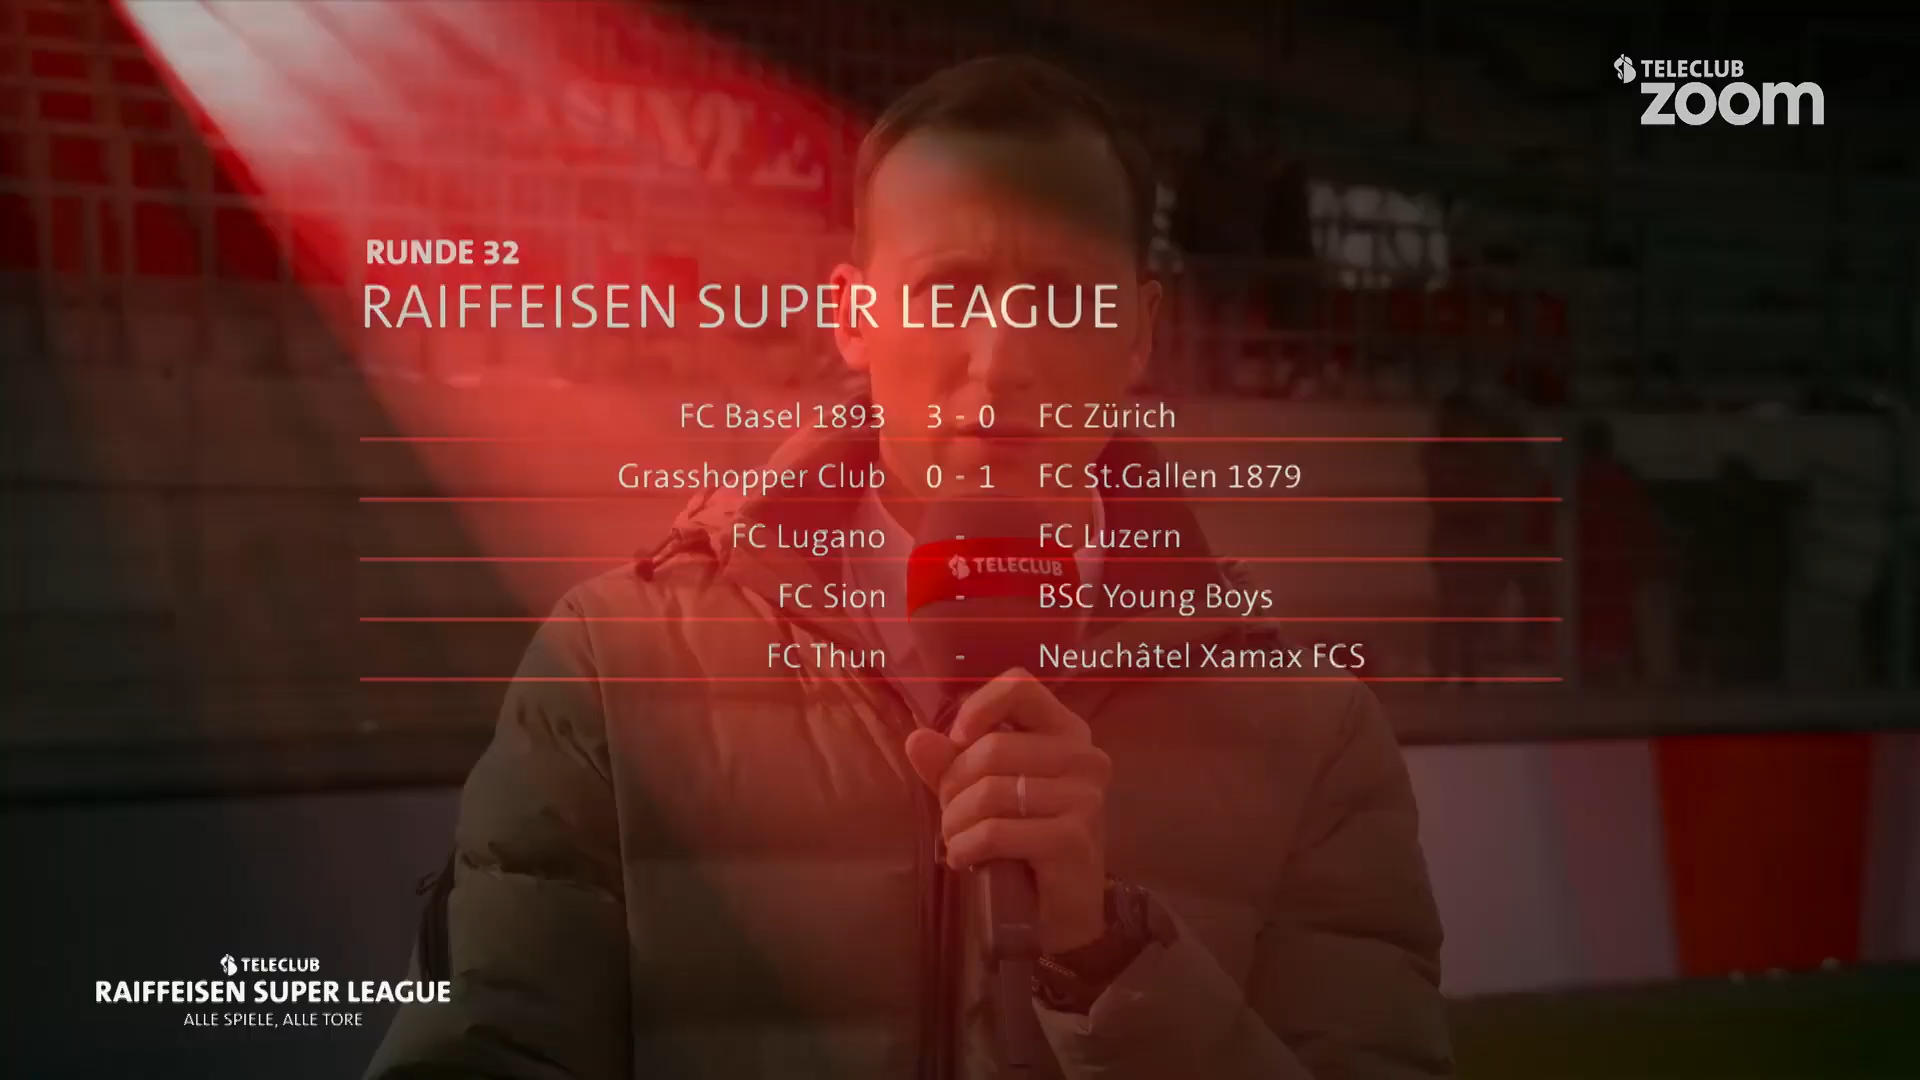 TELECLUB
zoom
RUNDE 32
RAIFFEISEN SUPER LEAGUE
FC Basel 1893 3 - 0 FC Zürich
Grasshopper Club 0 - 1 FC St.Gallen 1879
FC Lugano - FC Luzern
TELECLUB
FC Sion - BSC Young Boys
FC Thun - Neuchâtel Xamax FCS
TELECLUB
RAIFFEISEN SUPER LEAGUE
ALLE SPIELE, ALLE TORE